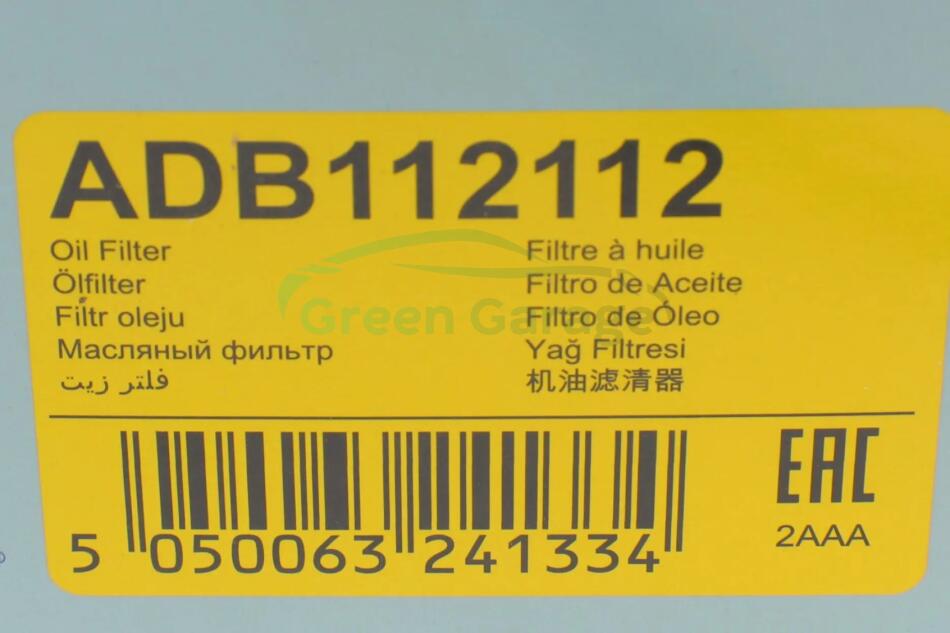 ADB112112
Oil Filter
Ölfilter
Filtr oleju
Масляный фильтр
فلتر زيت
Filtre à huile
Filtro de Aceite
Filtro de Óleo
Yağ Filtresi
机油滤清器
Green Garage
5 050063 241334
EAC
2AAA